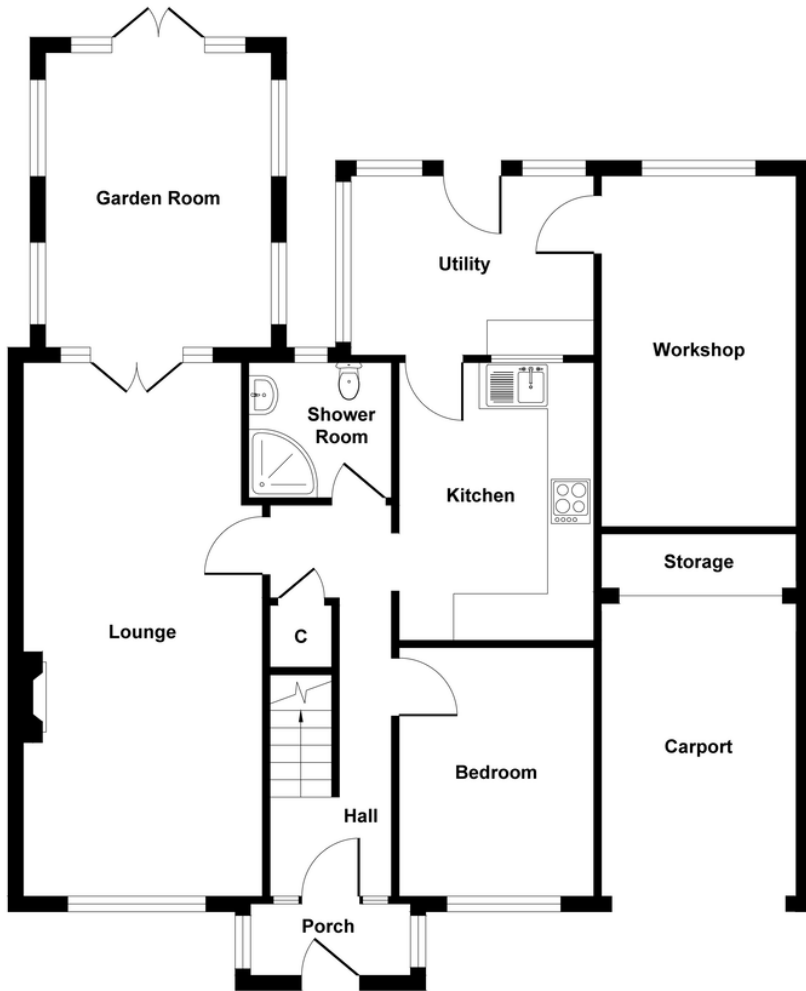 Garden Room
Utility
Workshop
Shower
Room
Kitchen
Storage
Lounge
C
Carport
Bedroom
Hall
Porch